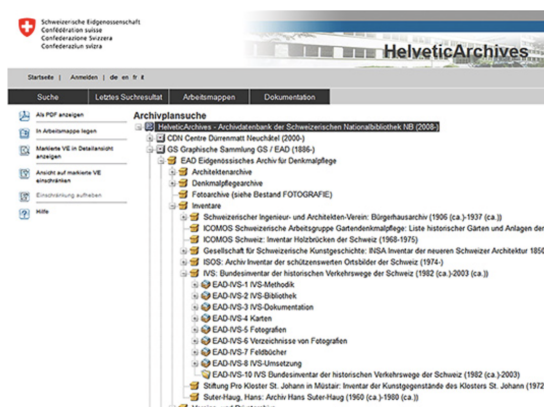 Schweizerische Eidgenossenschaft
Confédération suisse
Confederazione Svizzera
Confederaziun svizra
HelveticArchives
Startseite | Anmelden | de en fr it
Suche Letztes Suchresultat Arbeitsmappen Dokumentation
Als PDF anzeigen
In Arbeitsmappe legen
Markierte VE in Detailansicht
anzeigen
Ansicht auf markierte VE
einschränken
Einschränkung aufheben
Hilfe
Archivplansuche
HelveticArchives - Archivdatenbank der Schweizerischen Nationalbibliothek NB (2008-)
CDN Centre Dürrenmatt Neuchâtel (2000-)
GS Graphische Sammlung GS / EAD (1886-)
EAD Eidgenössisches Archiv für Denkmalpflege
Architektenarchive
Denkmalpflegearchive
Fotoarchive (siehe Bestand FOTOGRAFIE)
Inventare
Schweizerischer Ingenieur- und Architekten-Verein: Bürgerhausarchiv (1906 (ca.)-1937 (ca.))
ICOMOS Schweizerische Arbeitsgruppe Gartendenkmalpflege: Liste historischer Gärten und Anlagen der
ICOMOS Schweiz: Inventar Holzbrücken der Schweiz (1968-1975)
Gesellschaft für Schweizerische Kunstgeschichte: INSA Inventar der neueren Schweizer Architektur 1850
ISOS: Archiv Inventar der schützenswerten Ortsbilder der Schweiz (1974-)
IVS: Bundesinventar der historischen Verkehrswege der Schweiz (1982 (ca.)-2003 (ca.))
EAD-IVS-1 IVS-Methodik
EAD-IVS-2 IVS-Bibliothek
EAD-IVS-3 IVS-Dokumentation
EAD-IVS-4 Karten
EAD-IVS-5 Fotografien
EAD-IVS-6 Verzeichnisse von Fotografien
EAD-IVS-7 Feldbücher
EAD-IVS-8 IVS-Umsetzung
EAD-IVS-10 IVS Bundesinventar der historischen Verkehrswege der Schweiz (1982 (ca.)-2003)
Stiftung Pro Kloster St. Johann in Müstair: Inventar der Kunstgegenstände des Klosters St. Johann (1972
Suter-Haug, Hans: Archiv Hans Suter-Haug (1960 (ca.)-1980 (ca.))